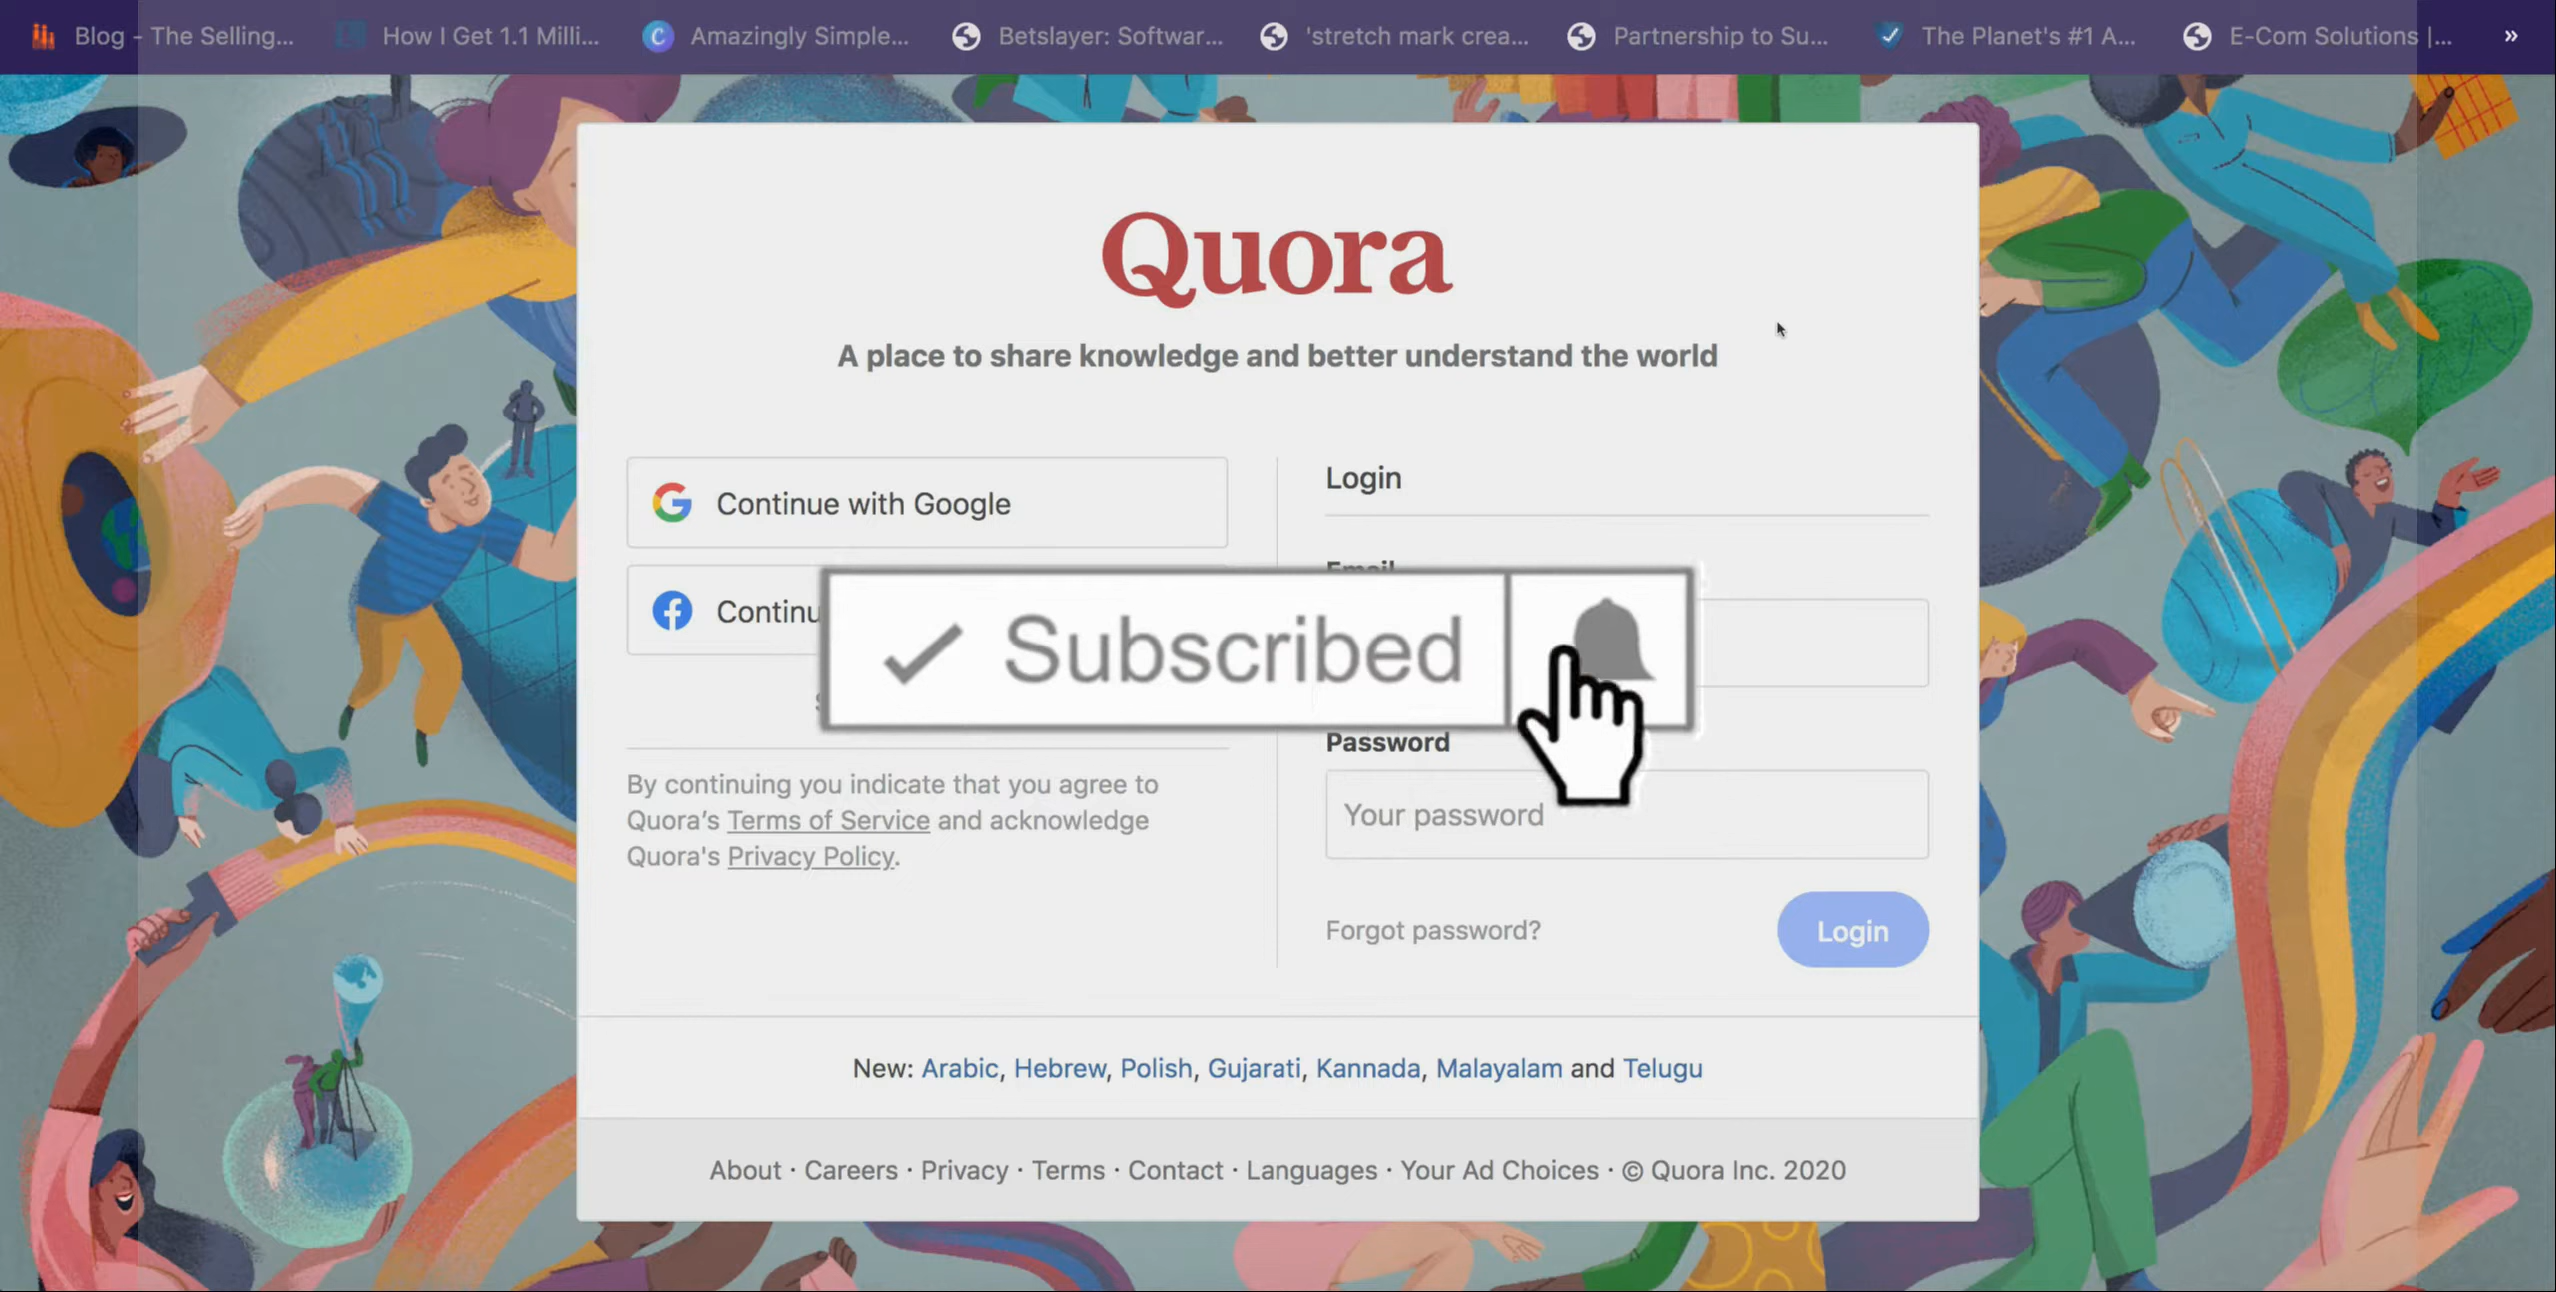 Blog - The Selling...
How I Get 1.1 Milli...
Amazingly Simple...
Betslayer: Softwar...
'stretch mark crea...
Partnership to Su...
The Planet's #1 A...
E-Com Solutions |...
»
Quora
A place to share knowledge and better understand the world
Continue with Google
Continu
By continuing you indicate that you agree to
Quora's Terms of Service and acknowledge
Quora's Privacy Policy.
Login
Email
Subscribed
Password
Your password
Forgot password?
Login
New: Arabic, Hebrew, Polish, Gujarati, Kannada, Malayalam and Telugu
About · Careers · Privacy · Terms · Contact · Languages · Your Ad Choices · © Quora Inc. 2020